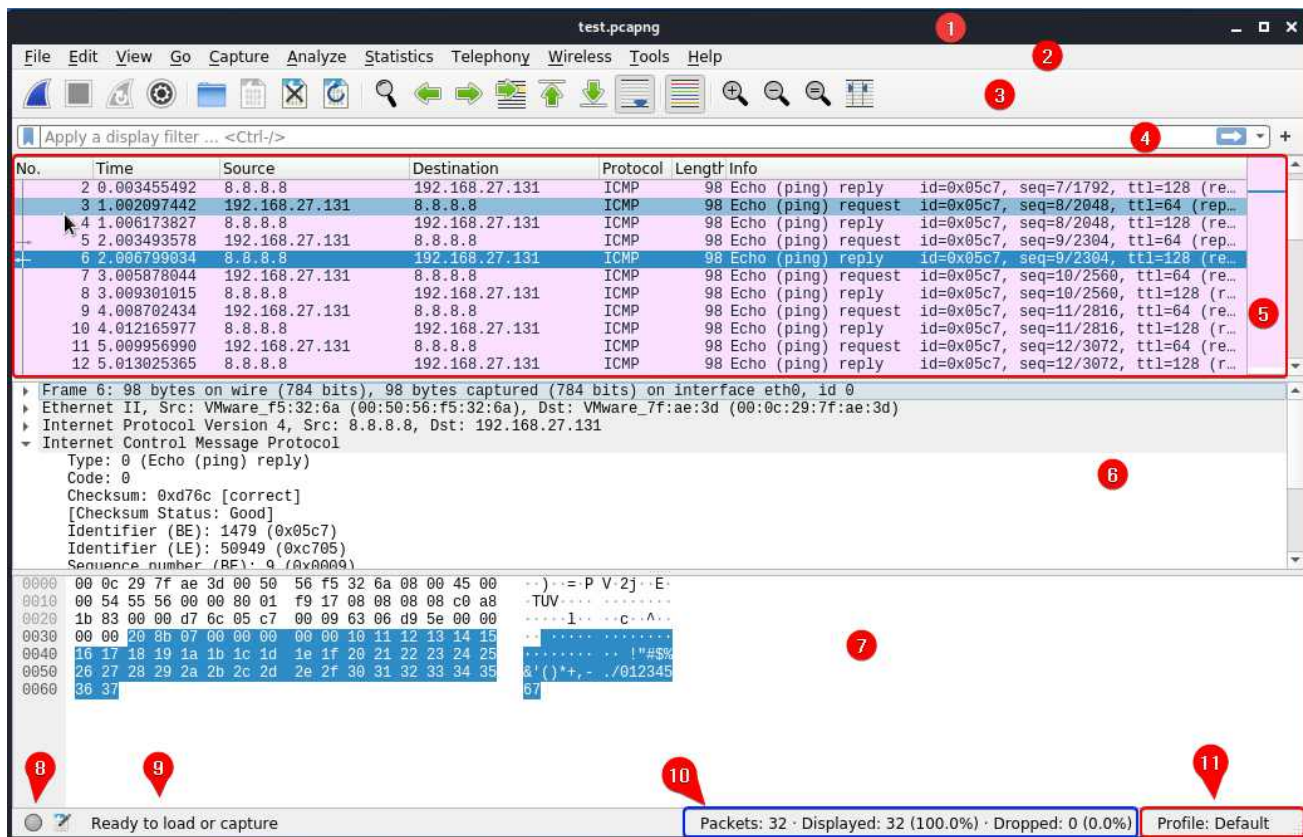 test.pcapng 1
File Edit View Go Capture Analyze Statistics Telephony Wireless Tools Help 2
3
Apply a display filter ... <Ctrl-/> 4 +
No. Time Source Destination Protocol Length Info
2 0.003455492 8.8.8.8 192.168.27.131 ICMP 98 Echo (ping) reply id=0x05c7, seq=7/1792, ttl=128 (re…
3 1.002097442 192.168.27.131 8.8.8.8 ICMP 98 Echo (ping) request id=0x05c7, seq=8/2048, ttl=64 (rep…
4 1.006173827 8.8.8.8 192.168.27.131 ICMP 98 Echo (ping) reply id=0x05c7, seq=8/2048, ttl=128 (re…
5 2.003493578 192.168.27.131 8.8.8.8 ICMP 98 Echo (ping) request id=0x05c7, seq=9/2304, ttl=64 (rep…
6 2.006799034 8.8.8.8 192.168.27.131 ICMP 98 Echo (ping) reply id=0x05c7, seq=9/2304, ttl=128 (re…
7 3.005878044 192.168.27.131 8.8.8.8 ICMP 98 Echo (ping) request id=0x05c7, seq=10/2560, ttl=64 (re…
8 3.009301015 8.8.8.8 192.168.27.131 ICMP 98 Echo (ping) reply id=0x05c7, seq=10/2560, ttl=128 (r…
9 4.008702434 192.168.27.131 8.8.8.8 ICMP 98 Echo (ping) request id=0x05c7, seq=11/2816, ttl=64 (re…
5
10 4.012165977 8.8.8.8 192.168.27.131 ICMP 98 Echo (ping) reply id=0x05c7, seq=11/2816, ttl=128 (r…
11 5.009956990 192.168.27.131 8.8.8.8 ICMP 98 Echo (ping) request id=0x05c7, seq=12/3072, ttl=64 (re…
12 5.013025365 8.8.8.8 192.168.27.131 ICMP 98 Echo (ping) reply id=0x05c7, seq=12/3072, ttl=128 (r…
Frame 6: 98 bytes on wire (784 bits), 98 bytes captured (784 bits) on interface eth0, id 0
Ethernet II, Src: VMware_f5:32:6a (00:50:56:f5:32:6a), Dst: VMware_7f:ae:3d (00:0c:29:7f:ae:3d)
Internet Protocol Version 4, Src: 8.8.8.8, Dst: 192.168.27.131
Internet Control Message Protocol
Type: 0 (Echo (ping) reply)
6
Code: 0
Checksum: 0xd76c [correct]
[Checksum Status: Good]
Identifier (BE): 1479 (0x05c7)
Identifier (LE): 50949 (0xc705)
Sequence number (BE): 9 (0x0009)
0000 00 0c 29 7f ae 3d 00 50 56 f5 32 6a 08 00 45 00 ··)··=·P V·2j··E·
0010 00 54 55 56 00 00 80 01 f9 17 08 08 08 08 c0 a8 ·TUV···· ········
0020 1b 83 00 00 d7 6c 05 c7 00 09 63 06 d9 5e 00 00 ·····l·· ··c··^··
0030 00 00 20 8b 07 00 00 00 00 00 10 11 12 13 14 15 ·· ····· ········
7
0040 16 17 18 19 1a 1b 1c 1d 1e 1f 20 21 22 23 24 25 ········ ·· !"#$%
0050 26 27 28 29 2a 2b 2c 2d 2e 2f 30 31 32 33 34 35 &'()*+,- ./012345
0060 36 37 67
8 9 10 11
Ready to load or capture Packets: 32 · Displayed: 32 (100.0%) · Dropped: 0 (0.0%) Profile: Default